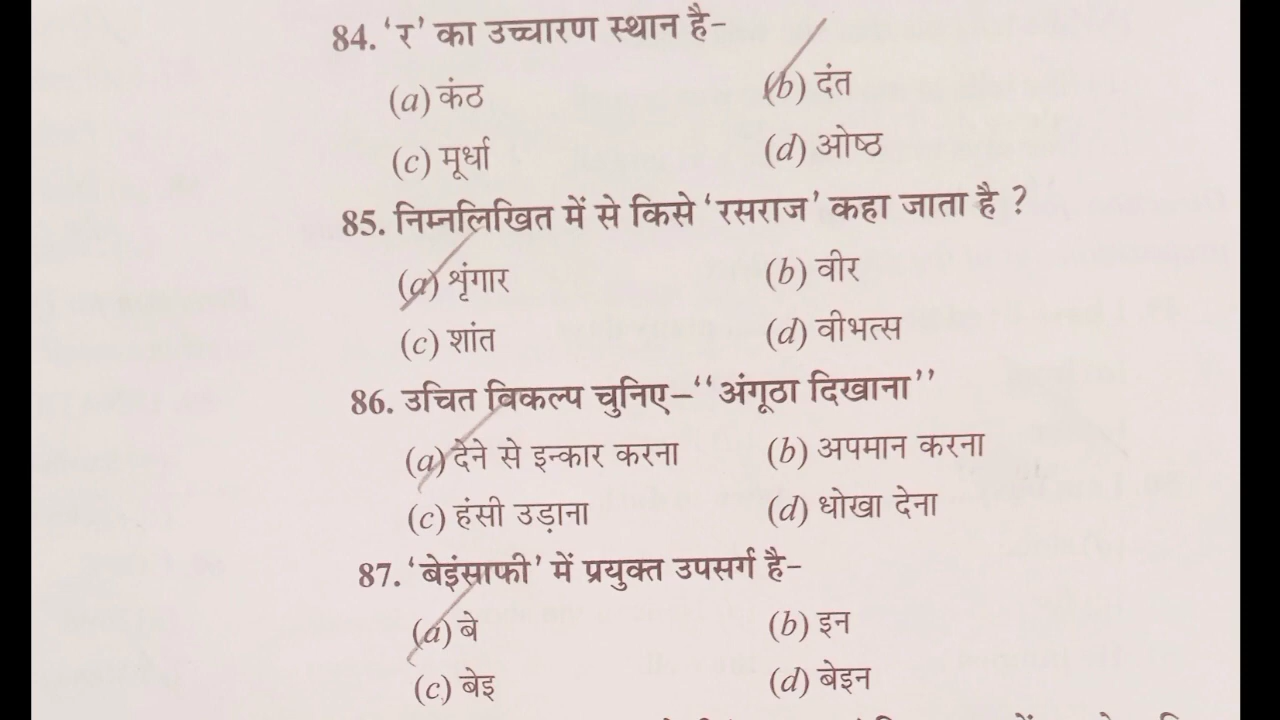 84. ‘र’ का उच्चारण स्थान है–
(a) कंठ (b) दंत
(c) मूर्धा (d) ओष्ठ
85. निम्नलिखित में से किसे ‘रसराज’ कहा जाता है ?
(a) शृंगार (b) वीर
(c) शांत (d) वीभत्स
86. उचित विकल्प चुनिए–‘‘अंगूठा दिखाना’’
(a) देने से इन्कार करना (b) अपमान करना
(c) हंसी उड़ाना (d) धोखा देना
87. ‘बेइंसाफी’ में प्रयुक्त उपसर्ग है–
(a) बे (b) इन
(c) बेइ (d) बेइन